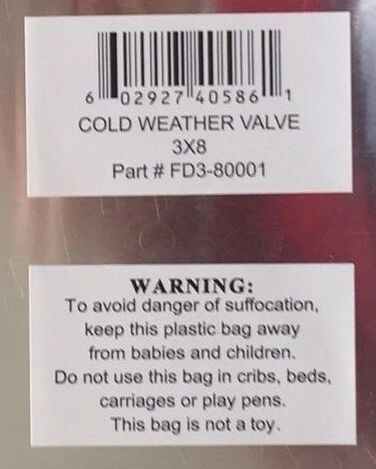 6 02927 40586 1
COLD WEATHER VALVE
3X8
Part # FD3-80001
WARNING:
To avoid danger of suffocation,
keep this plastic bag away
from babies and children.
Do not use this bag in cribs, beds,
carriages or play pens.
This bag is not a toy.